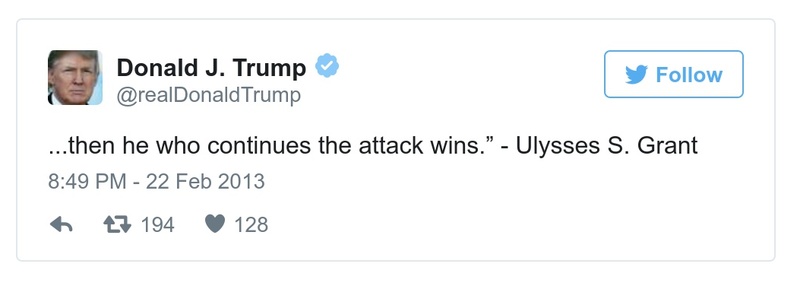 Donald J. Trump
@realDonaldTrump
Follow
...then he who continues the attack wins.” - Ulysses S. Grant
8:49 PM - 22 Feb 2013
194 128